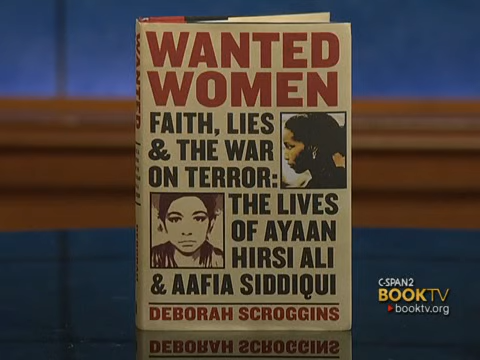 WANTED
WOMEN
FAITH, LIES
& THE WAR
ON TERROR:
THE LIVES
OF AYAAN
HIRSI ALI
& AAFIA SIDDIQUI
DEBORAH SCROGGINS
WANTED
C-SPAN2
BOOKTV
booktv.org